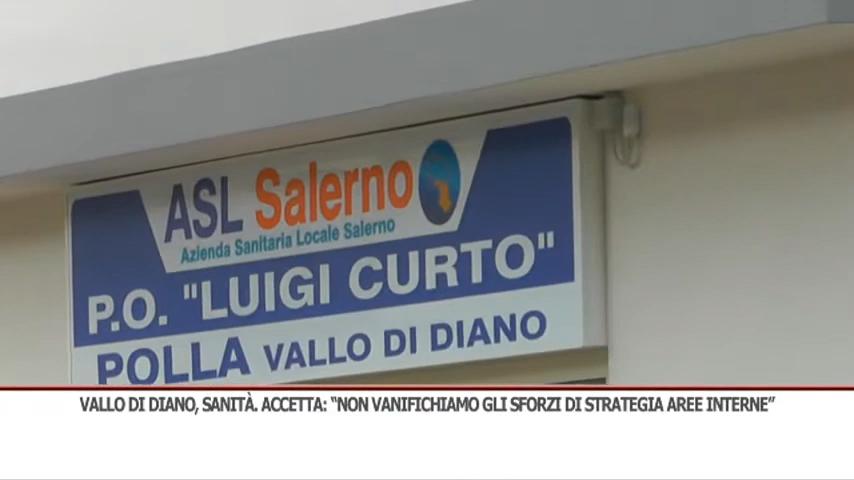 ASL Salerno
Azienda Sanitaria Locale Salerno
P.O. "LUIGI CURTO"
POLLA VALLO DI DIANO
VALLO DI DIANO, SANITÀ. ACCETTA: “NON VANIFICHIAMO GLI SFORZI DI STRATEGIA AREE INTERNE”